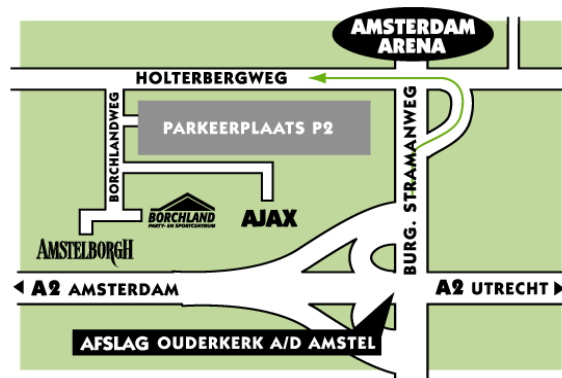 AMSTERDAM
ARENA
HOLTERBERGWEG
BORCHLANDWEG
PARKEERPLAATS P2
BURG. STRAMANWEG
BORCHLAND
PARTY- EN SPORTCENTRUM
AJAX
AMSTELBORGH
A2 AMSTERDAM
A2 UTRECHT
AFSLAG OUDERKERK A/D AMSTEL